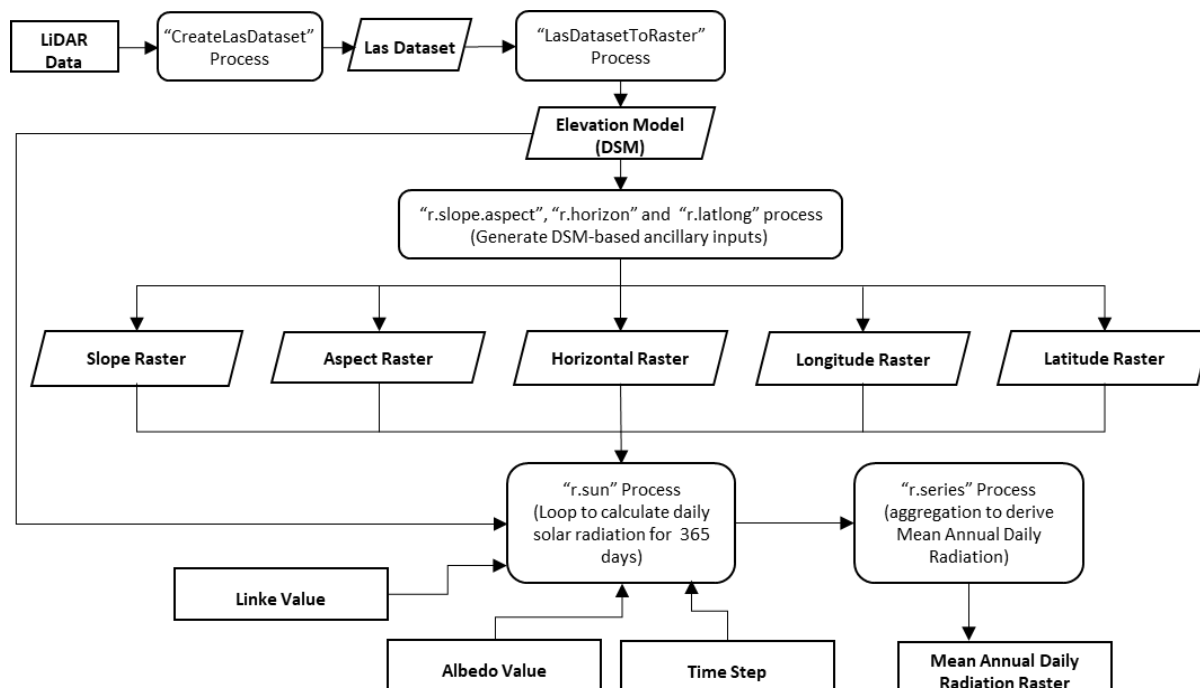 LiDAR
Data
“CreateLasDataset”
Process
Las Dataset
“LasDatasetToRaster”
Process
Elevation Model
(DSM)
“r.slope.aspect”, “r.horizon” and “r.latlong” process
(Generate DSM-based ancillary inputs)
Slope Raster
Aspect Raster
Horizontal Raster
Longitude Raster
Latitude Raster
“r.sun” Process
(Loop to calculate daily
solar radiation for 365
days)
“r.series” Process
(aggregation to derive
Mean Annual Daily
Radiation)
Linke Value
Albedo Value
Time Step
Mean Annual Daily
Radiation Raster